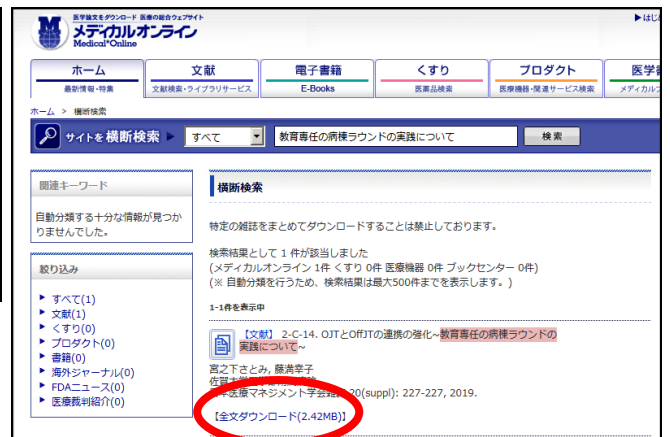 医学論文をダウンロード 医療の総合ウェブサイト
メディカルオンライン
Medical*Online
▶はじめ
ホーム
最新情報・特集
文献
文献検索・ライブラリサービス
電子書籍
E-Books
くすり
医薬品検索
プロダクト
医療機器・関連サービス検索
医学
メディカル
ホーム > 横断検索
サイトを横断検索 ▶ すべて 教育専任の病棟ラウンドの実践について 検索
関連キーワード
自動分類する十分な情報が見つか
りませんでした。
絞り込み
すべて(1)
文献(1)
くすり(0)
プロダクト(0)
書籍(0)
海外ジャーナル(0)
FDAニュース(0)
医療裁判紹介(0)
横断検索
特定の雑誌をまとめてダウンロードすることは禁止しております。
検索結果として 1 件が該当しました
(メディカルオンライン 1件 くすり 0件 医療機器 0件 ブックセンター 0件)
(※ 自動分類を行うため、検索結果は最大500件までを表示します。)
1-1件を表示中
【文献】 2-C-14. OJTとOffJTの連携の強化~教育専任の病棟ラウンドの
実践について~
宮之下さとみ, 藤満幸子
医療マネジメント学会雑 20(suppl): 227-227, 2019.
【全文ダウンロード(2.42MB)】